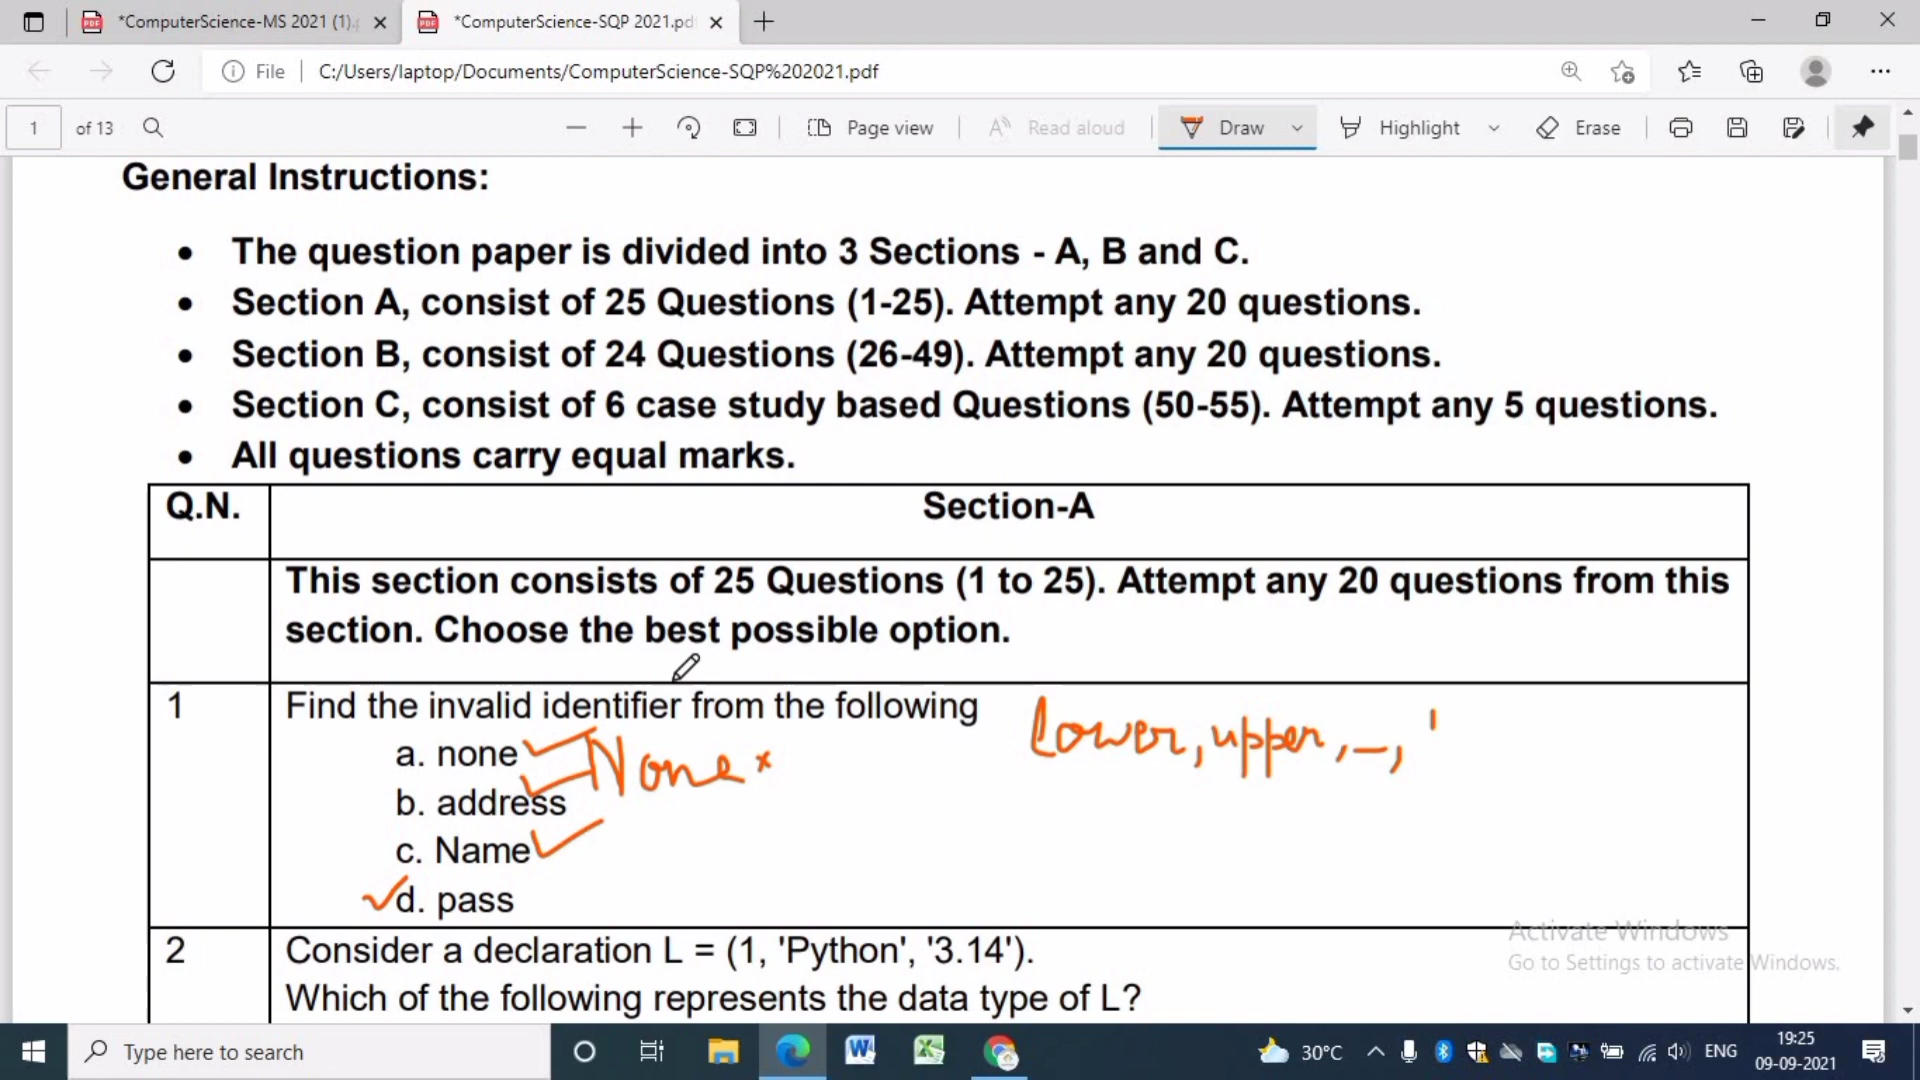 *ComputerScience-MS 2021 (1).
*ComputerScience-SQP 2021.pd
File
C:/Users/laptop/Documents/ComputerScience-SQP%202021.pdf
1 of 13
Page view
Read aloud
Draw
Highlight
Erase
General Instructions:
• The question paper is divided into 3 Sections - A, B and C.
• Section A, consist of 25 Questions (1-25). Attempt any 20 questions.
• Section B, consist of 24 Questions (26-49). Attempt any 20 questions.
• Section C, consist of 6 case study based Questions (50-55). Attempt any 5 questions.
• All questions carry equal marks.
Q.N. Section-A
This section consists of 25 Questions (1 to 25). Attempt any 20 questions from this
section. Choose the best possible option.
1 Find the invalid identifier from the following
lower, upper, _, '
a. none
None x
b. address
c. Name
d. pass
2 Consider a declaration L = (1, 'Python', '3.14').
Which of the following represents the data type of L?
Activate Windows
Go to Settings to activate Windows.
Type here to search
30°C
ENG
19:25
09-09-2021